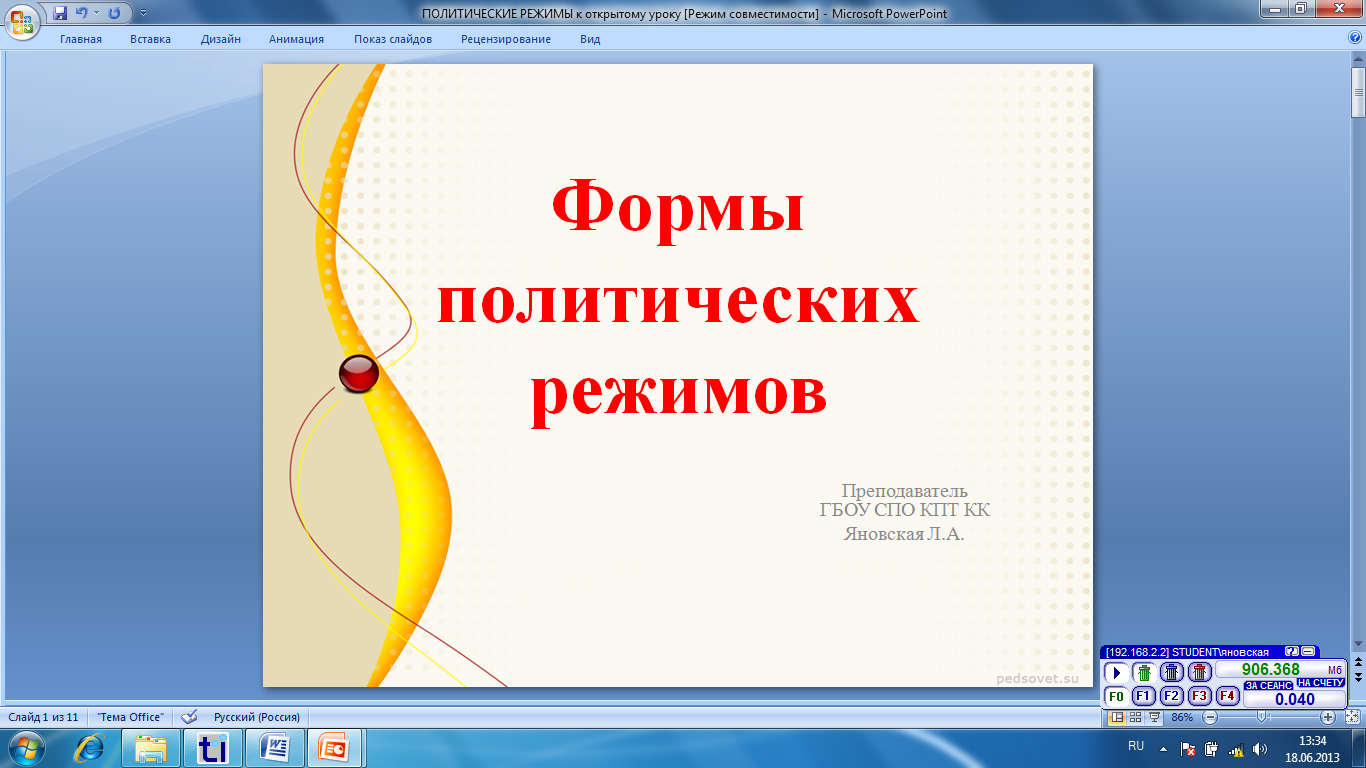 ПОЛИТИЧЕСКИЕ РЕЖИМЫ к открытому уроку [Режим совместимости] - Microsoft PowerPoint
Главная Вставка Дизайн Анимация Показ слайдов Рецензирование Вид
Формы
политических
режимов
Преподаватель
ГБОУ СПО КПТ КК
Яновская Л.А.
pedsovet.su
[192.168.2.2] STUDENT\яновская
906.368 Мб
ЗА СЕАНС НА СЧЕТУ
F0 F1 F2 F3 F4 0.040
Слайд 1 из 11 "Тема Office" Русский (Россия) 86%
ti W RU 13:34
18.06.2013